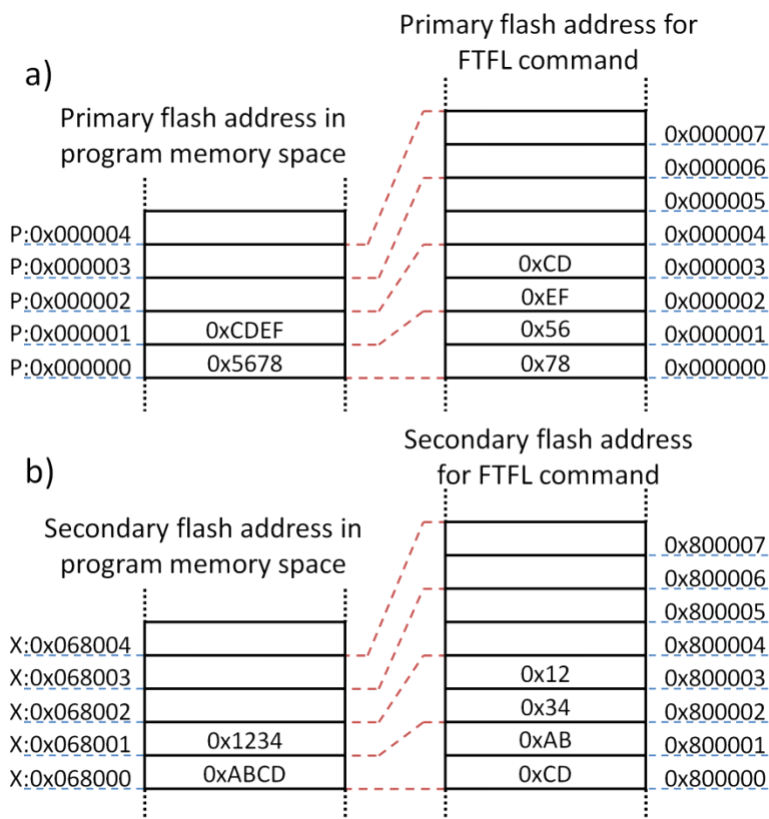 a)
Primary flash address in
program memory space
Primary flash address for
FTFL command
P:0x000004
P:0x000003
P:0x000002
P:0x000001
P:0x000000
0xCDEF
0x5678
0xCD
0xEF
0x56
0x78
0x000007
0x000006
0x000005
0x000004
0x000003
0x000002
0x000001
0x000000
b)
Secondary flash address in
program memory space
Secondary flash address
for FTFL command
X:0x068004
X:0x068003
X:0x068002
X:0x068001
X:0x068000
0x1234
0xABCD
0x12
0x34
0xAB
0xCD
0x800007
0x800006
0x800005
0x800004
0x800003
0x800002
0x800001
0x800000